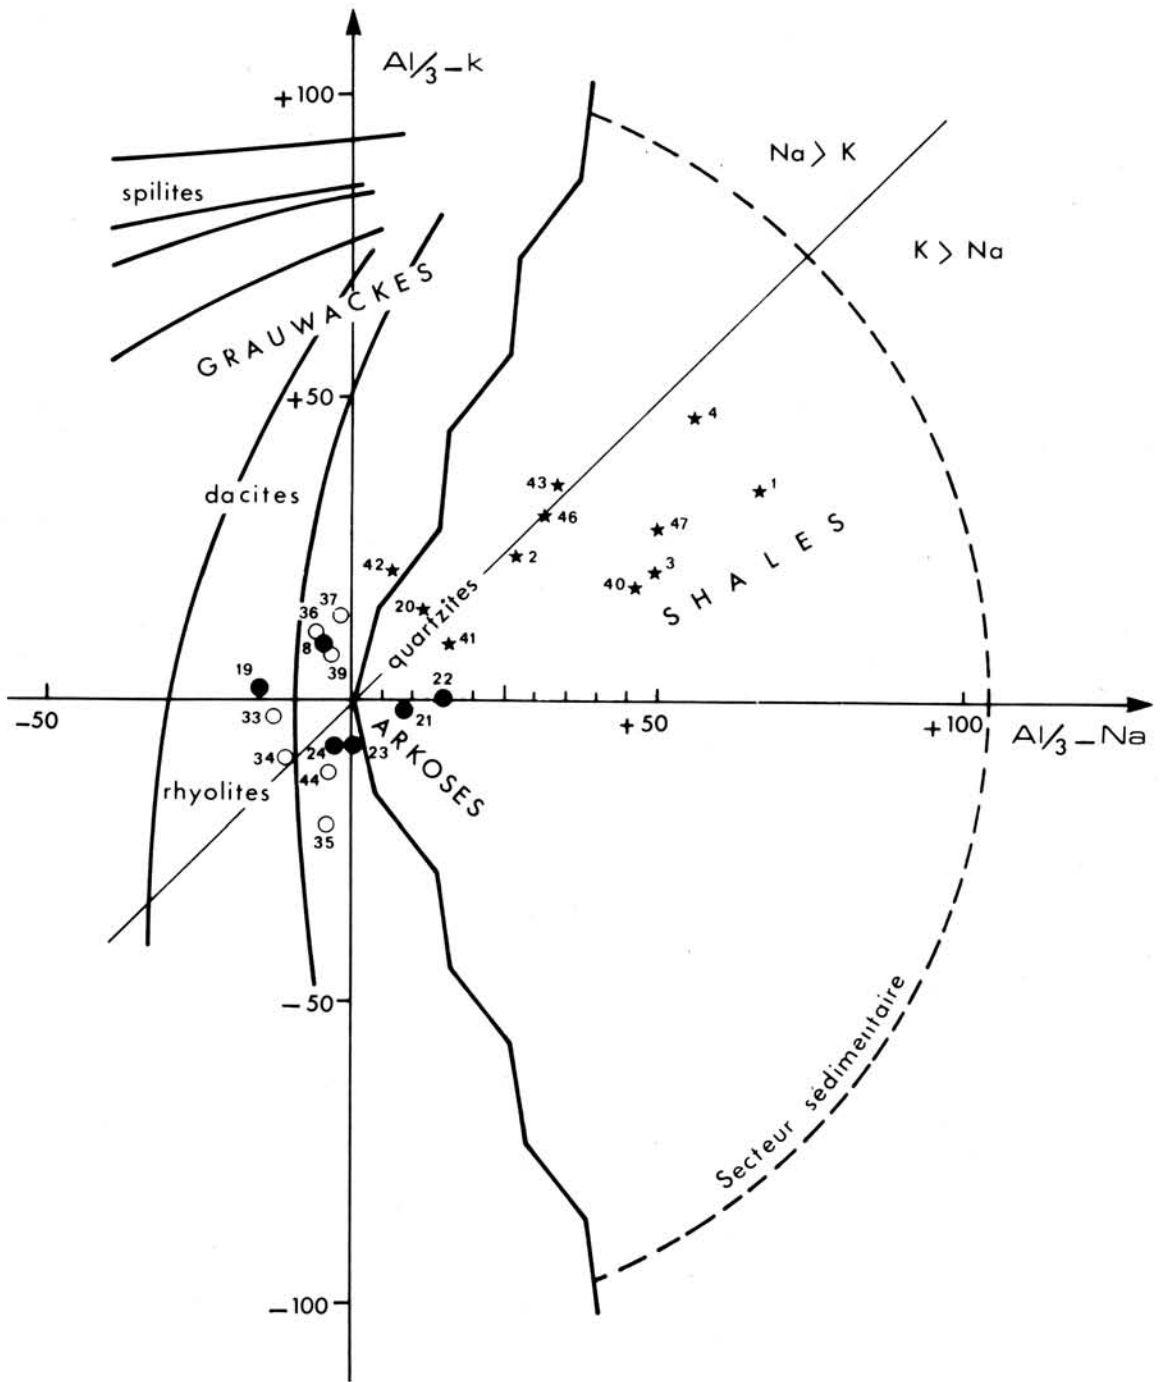 Al/3–k
+100
Na > K
spilites
K > Na
GRAUWACKES
+50
4
43
1
dacites
46
47
42
2
3
40
SHALES
37
20
36
quartzites
8
41
39
19
22
–50
33
21
+50
+100
Al/3–Na
ARKOSES
34
24
23
44
rhyolites
35
–50
Secteur sédimentaire
–100